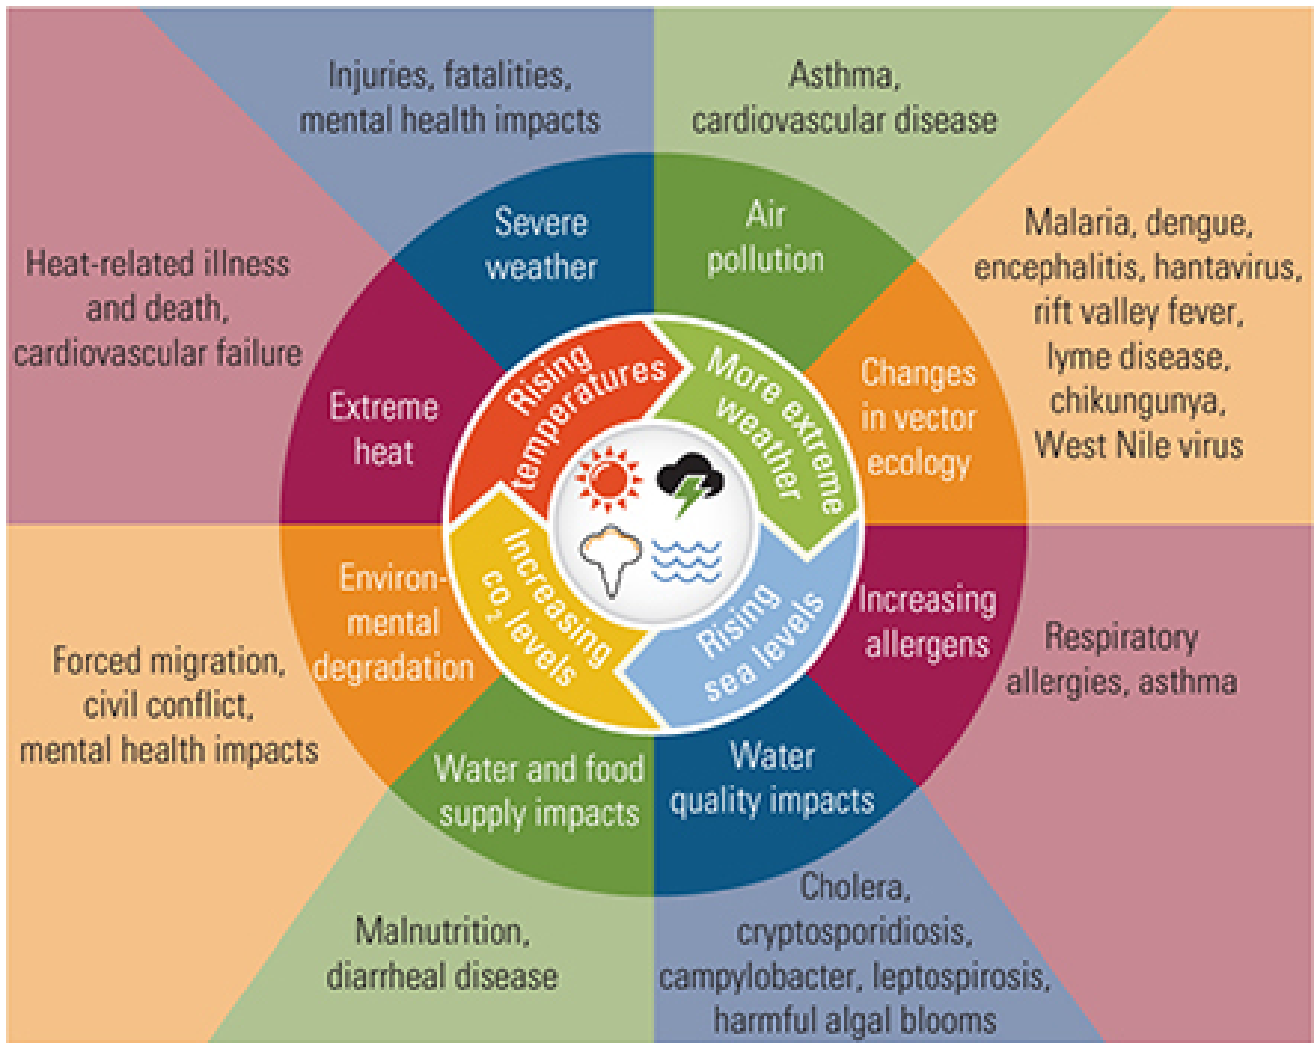 Injuries, fatalities,
mental health impacts
Asthma,
cardiovascular disease
Severe
weather
Air
pollution
Malaria, dengue,
encephalitis, hantavirus,
rift valley fever,
lyme disease,
chikungunya,
West Nile virus
Heat-related illness
and death,
cardiovascular failure
Extreme
heat
Changes
in vector
ecology
Rising
temperatures
More extreme
weather
Increasing
co2 levels
Rising
sea levels
Environ-
mental
degradation
Increasing
allergens
Forced migration,
civil conflict,
mental health impacts
Respiratory
allergies, asthma
Water and food
supply impacts
Water
quality impacts
Malnutrition,
diarrheal disease
Cholera,
cryptosporidiosis,
campylobacter, leptospirosis,
harmful algal blooms